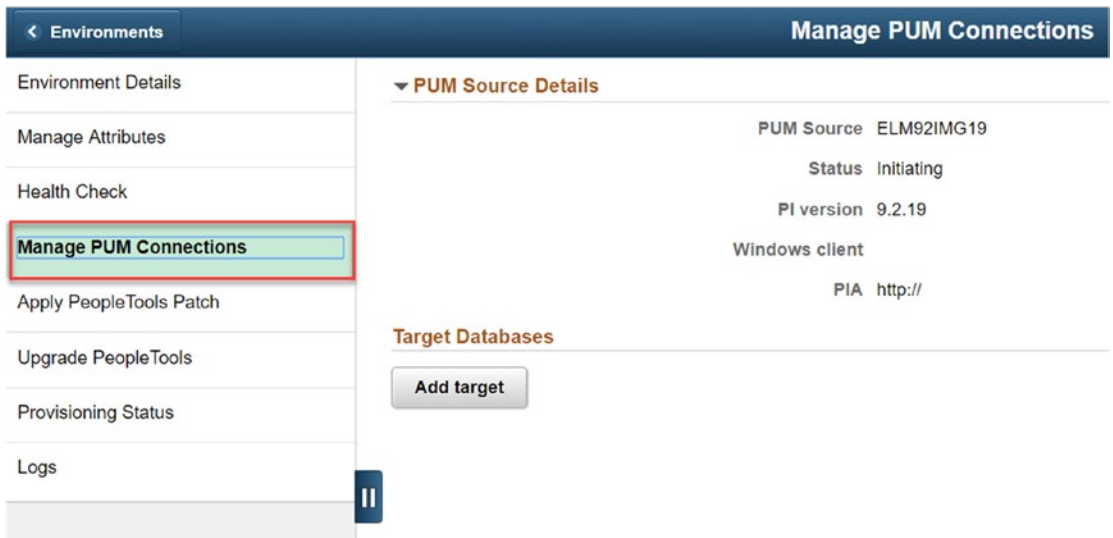 Environments
Manage PUM Connections
Environment Details
Manage Attributes
Health Check
Manage PUM Connections
Apply PeopleTools Patch
Upgrade PeopleTools
Provisioning Status
Logs
PUM Source Details
PUM Source ELM92IMG19
Status Initiating
PI version 9.2.19
Windows client
PIA http://
Target Databases
Add target